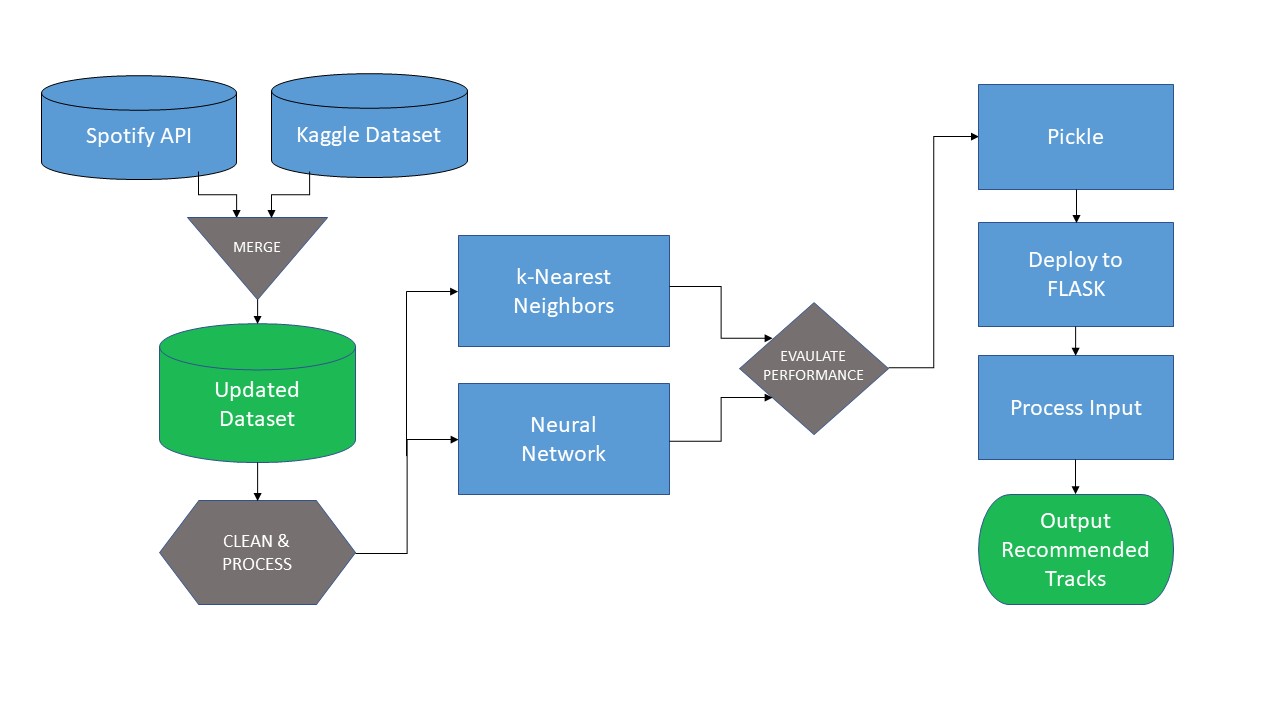 Spotify API
Kaggle Dataset
MERGE
Updated
Dataset
CLEAN &
PROCESS
k-Nearest
Neighbors
Neural
Network
EVAULATE
PERFORMANCE
Pickle
Deploy to
FLASK
Process Input
Output
Recommended
Tracks